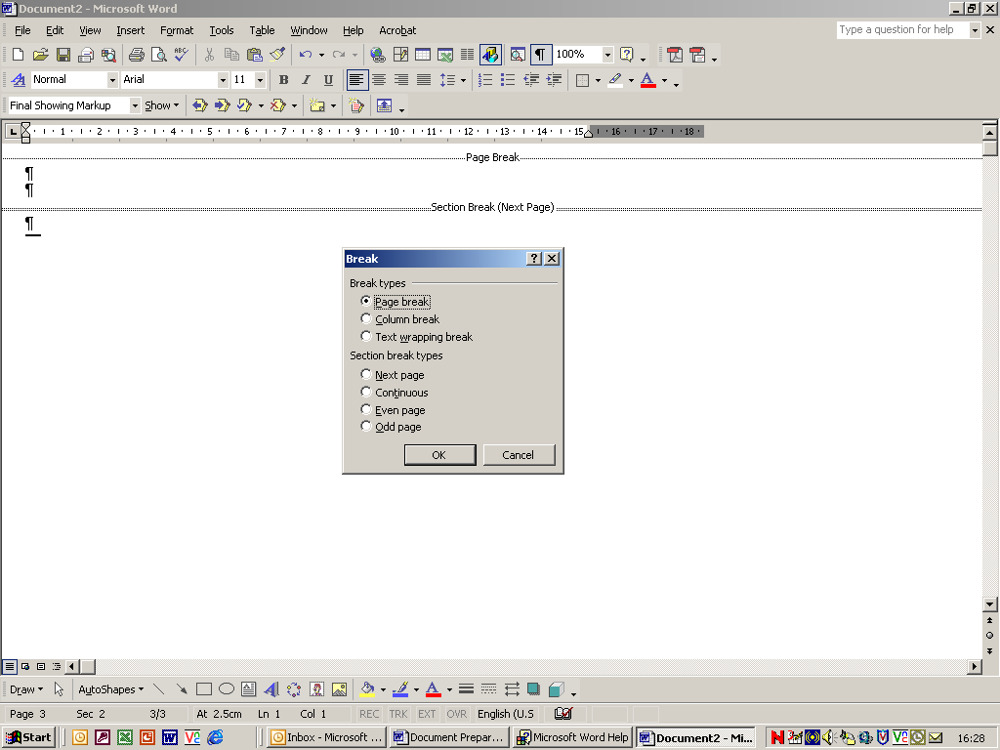 Document2 - Microsoft Word
File Edit View Insert Format Tools Table Window Help Acrobat Type a question for help
100%
Normal Arial 11 B I U
Final Showing Markup Show
1 2 3 4 5 6 7 8 9 10 11 12 13 14 15 16 17 18
Page Break
¶
¶
Section Break (Next Page)
¶
Break
Break types
Page break
Column break
Text wrapping break
Section break types
Next page
Continuous
Even page
Odd page
OK Cancel
Draw AutoShapes
Page 3 Sec 2 3/3 At 2.5cm Ln 1 Col 1 REC TRK EXT OVR English (U.S
Start Inbox - Microsoft ... Document Prepar... Microsoft Word Help Document2 - Mi... 16:28